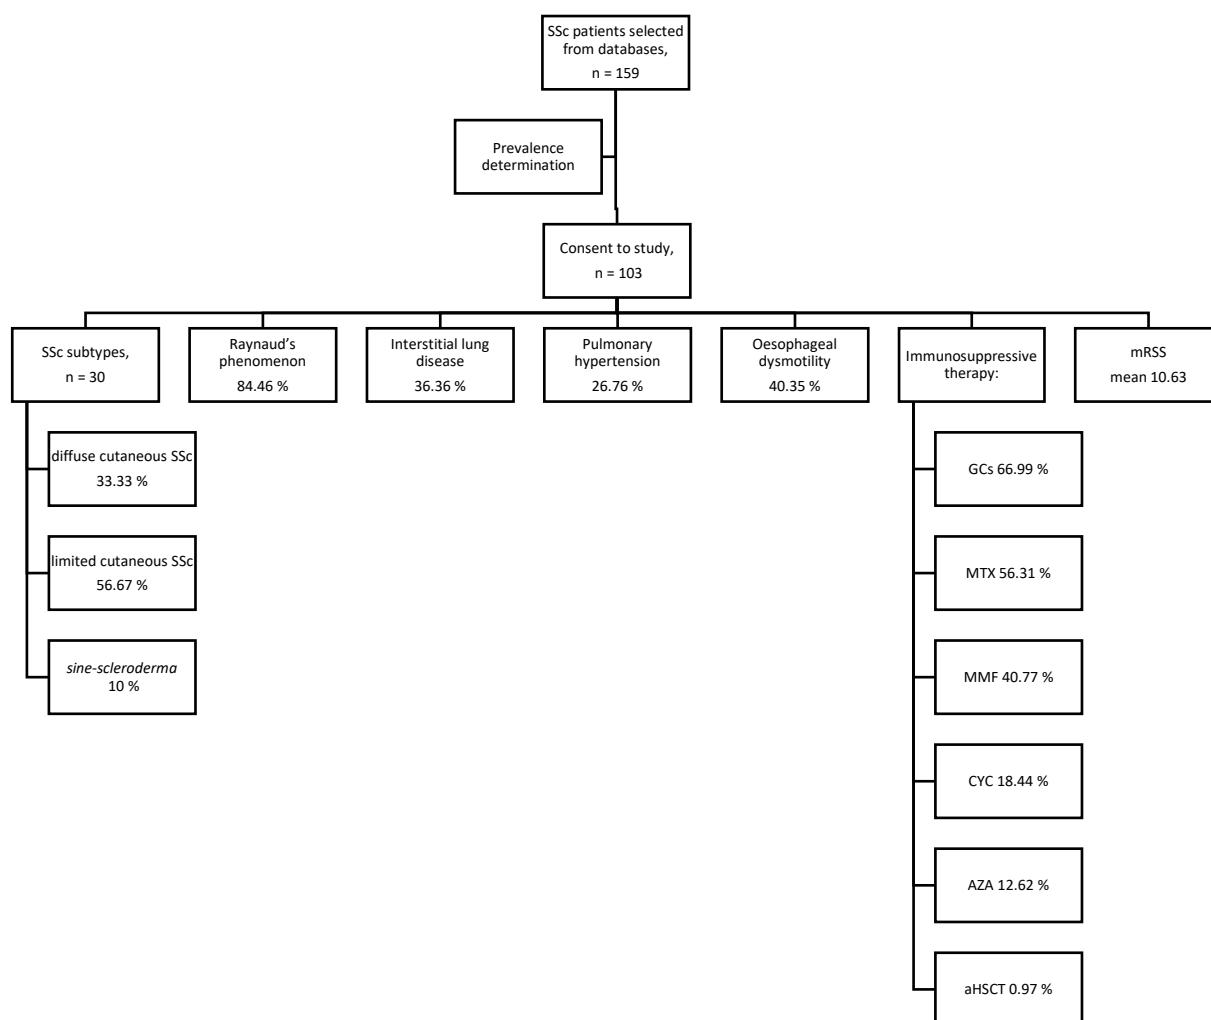 SSc patients selected
from databases,
n = 159
Prevalence
determination
Consent to study,
n = 103
SSc subtypes,
n = 30
Raynaud's
phenomenon
84.46 %
Interstitial lung
disease
36.36 %
Pulmonary
hypertension
26.76 %
Oesophageal
dysmotility
40.35 %
Immunosuppressive
therapy:
mRSS
mean 10.63
diffuse cutaneous SSc
33.33 %
limited cutaneous SSc
56.67 %
sine-scleroderma
10 %
GCs 66.99 %
MTX 56.31 %
MMF 40.77 %
CYC 18.44 %
AZA 12.62 %
aHSCT 0.97 %